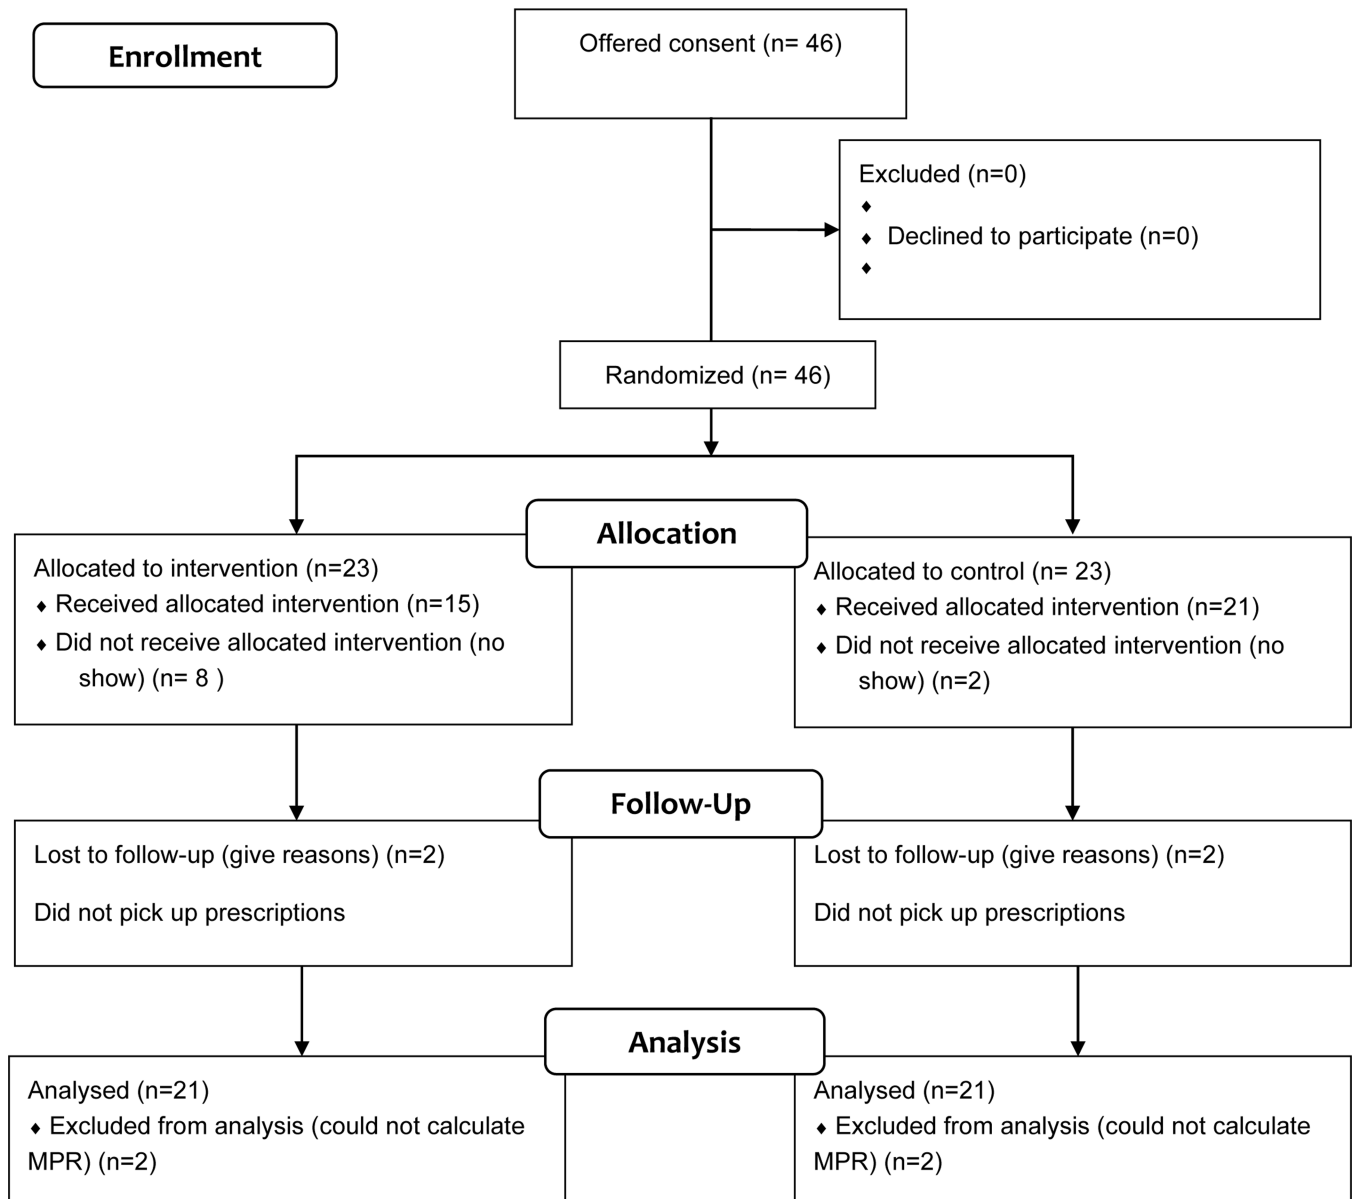 Enrollment
Offered consent (n= 46)
Excluded (n=0)
♦
♦ Declined to participate (n=0)
♦
Randomized (n= 46)
Allocation
Allocated to intervention (n=23)
♦ Received allocated intervention (n=15)
♦ Did not receive allocated intervention (no
show) (n= 8 )
Allocated to control (n= 23)
♦ Received allocated intervention (n=21)
♦ Did not receive allocated intervention (no
show) (n=2)
Follow-Up
Lost to follow-up (give reasons) (n=2)
Did not pick up prescriptions
Lost to follow-up (give reasons) (n=2)
Did not pick up prescriptions
Analysis
Analysed (n=21)
♦ Excluded from analysis (could not calculate
MPR) (n=2)
Analysed (n=21)
♦ Excluded from analysis (could not calculate
MPR) (n=2)